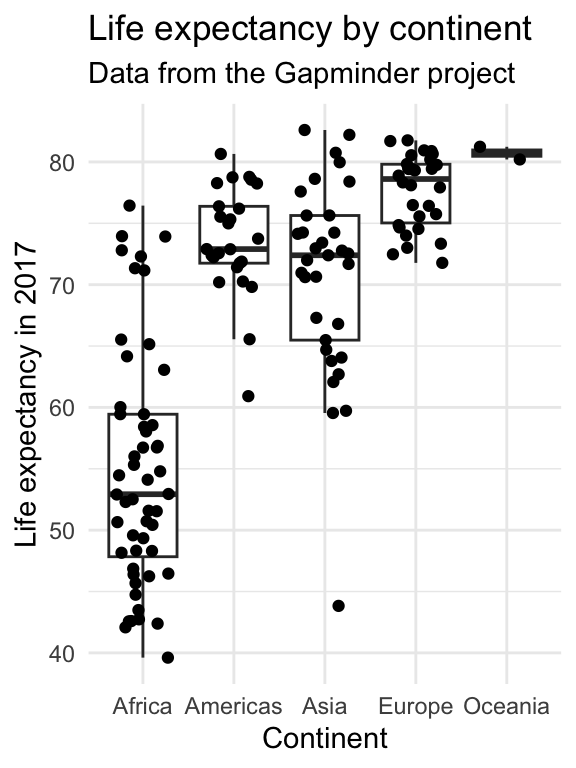 Life expectancy by continent
Data from the Gapminder project
Life expectancy in 2017
80
70
60
50
40
Africa Americas Asia Europe Oceania
Continent